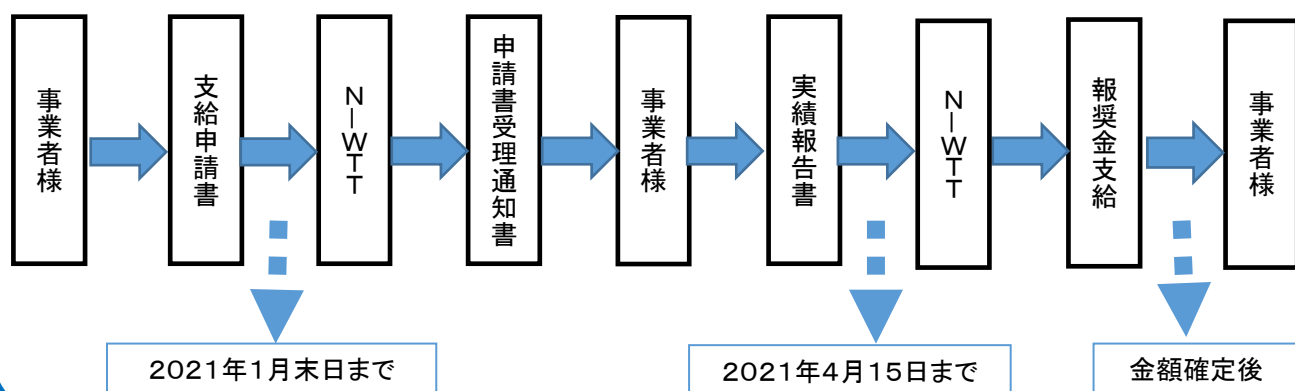 事業者様
支給申請書
N-WTT
申請書受理通知書
事業者様
実績報告書
N-WTT
報奨金支給
事業者様
2021年1月末日まで
2021年4月15日まで
金額確定後